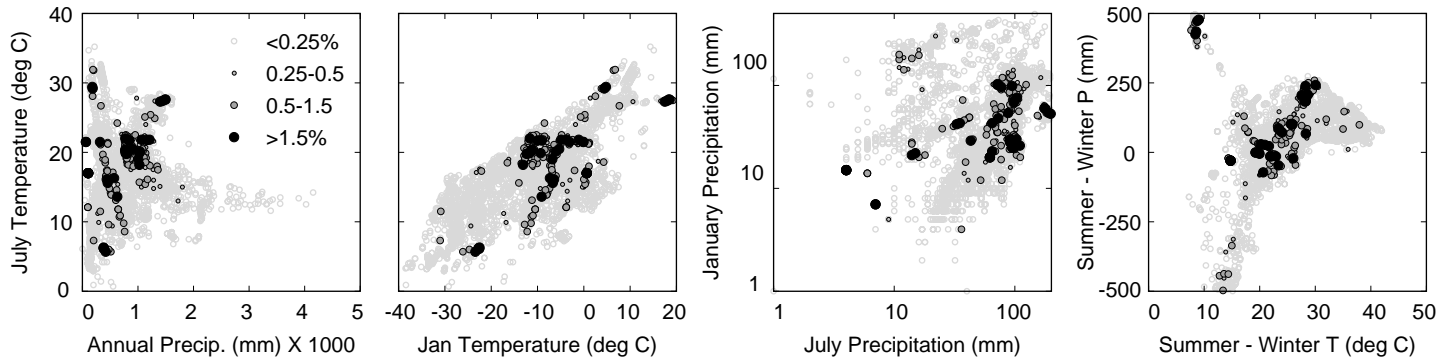 July Temperature (deg C)
40
30
20
10
0
0 1 2 3 4 5
Annual Precip. (mm) X 1000
<0.25%
0.25-0.5
0.5-1.5
>1.5%
-40 -30 -20 -10 0 10 20
Jan Temperature (deg C)
January Precipitation (mm)
100
10
1
1 10 100
July Precipitation (mm)
Summer - Winter P (mm)
500
250
0
-250
-500
0 10 20 30 40 50
Summer - Winter T (deg C)